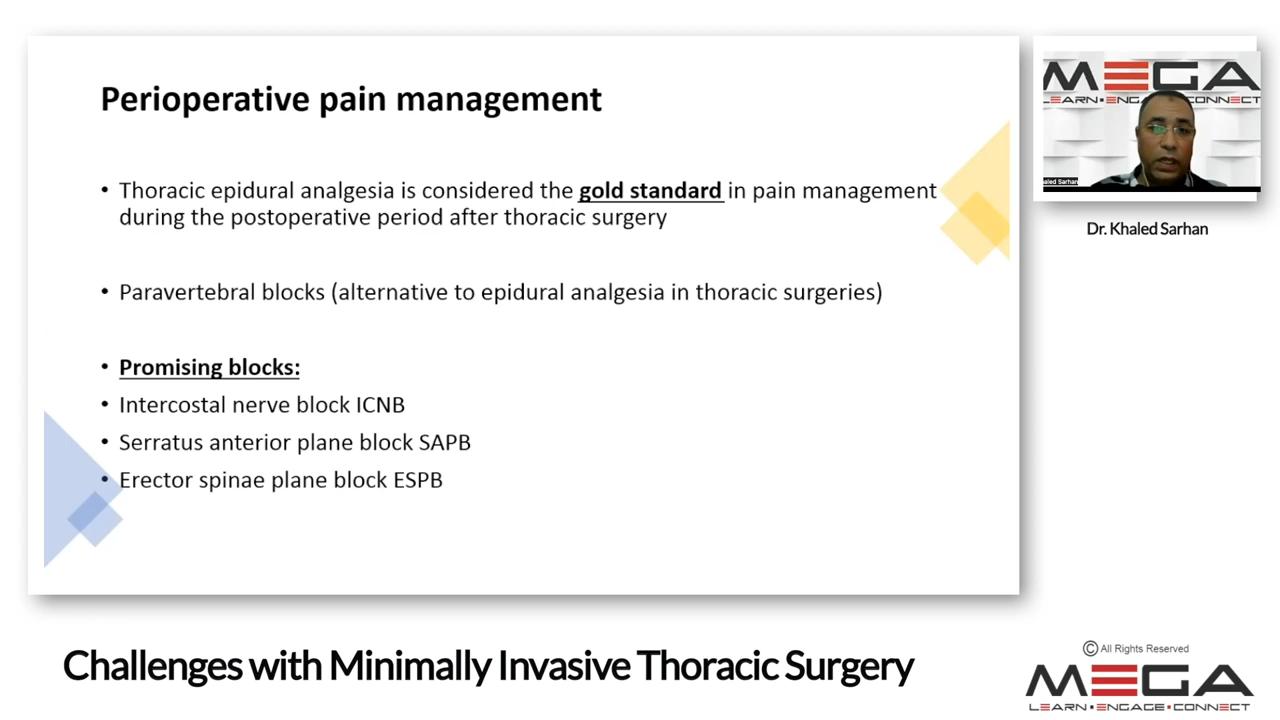 Perioperative pain management
• Thoracic epidural analgesia is considered the gold standard in pain management
during the postoperative period after thoracic surgery
• Paravertebral blocks (alternative to epidural analgesia in thoracic surgeries)
• Promising blocks:
• Intercostal nerve block ICNB
• Serratus anterior plane block SAPB
• Erector spinae plane block ESPB
MEGA
LEARN•ENGA CONNECT
aled Sarhan
Dr. Khaled Sarhan
Challenges with Minimally Invasive Thoracic Surgery
© All Rights Reserved
MEGA
LEARN•ENGAGE•CONNECT